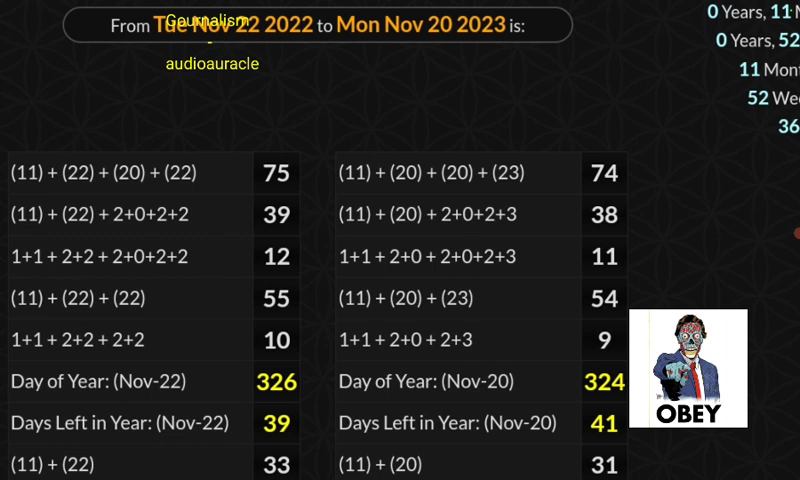 Gournalism
From Tue Nov 22 2022 to Mon Nov 20 2023 is:
audioauracle
0 Years, 11
0 Years, 52
11 Mont
52 Wee
36
(11) + (22) + (20) + (22) 75
(11) + (22) + 2+0+2+2 39
1+1 + 2+2 + 2+0+2+2 12
(11) + (22) + (22) 55
1+1 + 2+2 + 2+2 10
Day of Year: (Nov-22) 326
Days Left in Year: (Nov-22) 39
(11) + (22) 33
(11) + (20) + (20) + (23) 74
(11) + (20) + 2+0+2+3 38
1+1 + 2+0 + 2+0+2+3 11
(11) + (20) + (23) 54
1+1 + 2+0 + 2+3 9
Day of Year: (Nov-20) 324
Days Left in Year: (Nov-20) 41
(11) + (20) 31
OBEY